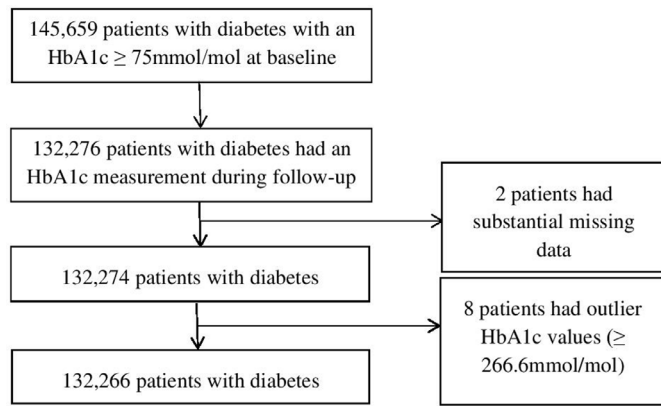 145,659 patients with diabetes with an
HbA1c ≥ 75mmol/mol at baseline
132,276 patients with diabetes had an
HbA1c measurement during follow-up
2 patients had
substantial missing
data
132,274 patients with diabetes
8 patients had outlier
HbA1c values (≥
266.6mmol/mol)
132,266 patients with diabetes